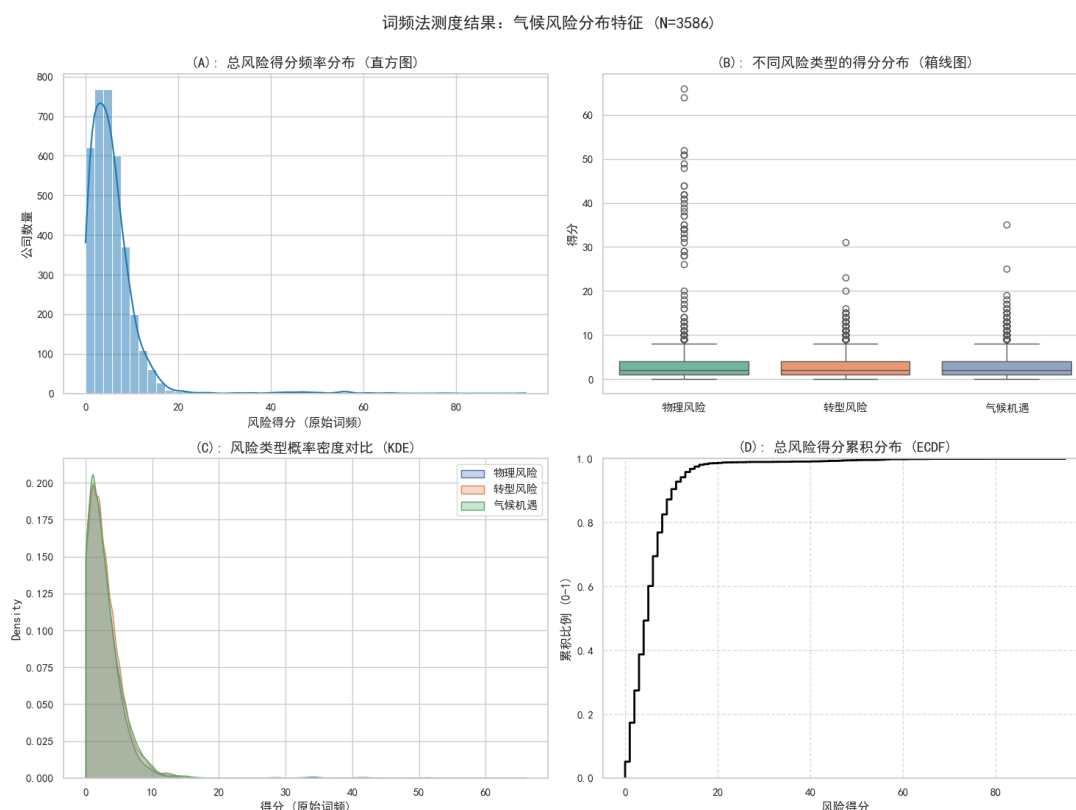 词频法测度结果: 气候风险分布特征 (N=3586)
(A): 总风险得分频率分布 (直方图)
800
700
600
500
400
300
200
100
0
公司数量
0 20 40 60 80
风险得分 (原始词频)
(B): 不同风险类型的得分分布 (箱线图)
60
50
40
30
20
10
0
得分
物理风险 转型风险 气候机遇
(C): 风险类型概率密度对比 (KDE)
0.200
0.175
0.150
0.125
0.100
0.075
0.050
0.025
0.000
Density
物理风险
转型风险
气候机遇
0 10 20 30 40 50 60
得分 (原始词频)
(D): 总风险得分累积分布 (ECDF)
1.0
0.8
0.6
0.4
0.2
0.0
累积比例 (0-1)
0 20 40 60 80
风险得分